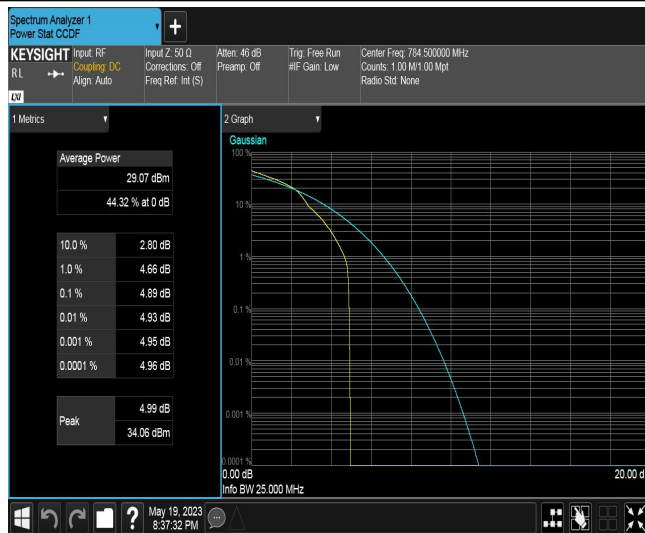 Spectrum Analyzer 1
Power Stat CCDF
+
KEYSIGHT
RL
LXI
Input: RF
Coupling: DC
Align: Auto
Input Z: 50 Ω
Corrections: Off
Freq Ref: Int (S)
Atten: 46 dB
Preamp: Off
Trig: Free Run
#IF Gain: Low
Center Freq: 784.500000 MHz
Counts: 1.00 M/1.00 Mpt
Radio Std: None
1 Metrics
Average Power
29.07 dBm
44.32 % at 0 dB
10.0 % 2.80 dB
1.0 % 4.66 dB
0.1 % 4.89 dB
0.01 % 4.93 dB
0.001 % 4.95 dB
0.0001 % 4.96 dB
Peak
4.99 dB
34.06 dBm
2 Graph
Gaussian
100 %
10 %
1 %
0.1 %
0.01 %
0.001 %
0.0001 %
0.00 dB
20.00 d
Info BW 25.000 MHz
?
May 19, 2023
8:37:32 PM